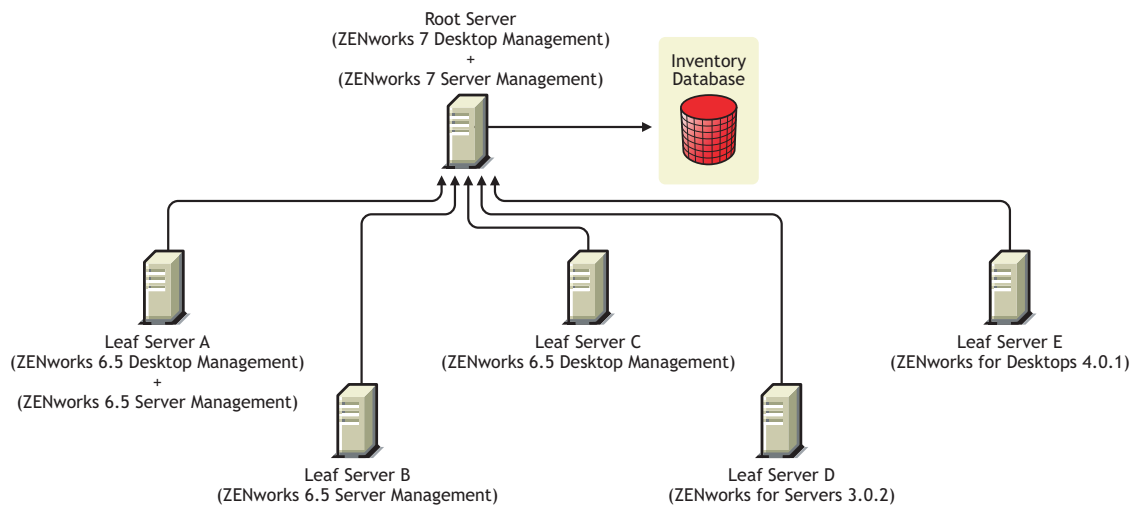 Root Server
(ZENworks 7 Desktop Management)
+
(ZENworks 7 Server Management)
Inventory
Database
Leaf Server A
(ZENworks 6.5 Desktop Management)
+
(ZENworks 6.5 Server Management)
Leaf Server C
(ZENworks 6.5 Desktop Management)
Leaf Server E
(ZENworks for Desktops 4.0.1)
Leaf Server B
(ZENworks 6.5 Server Management)
Leaf Server D
(ZENworks for Servers 3.0.2)